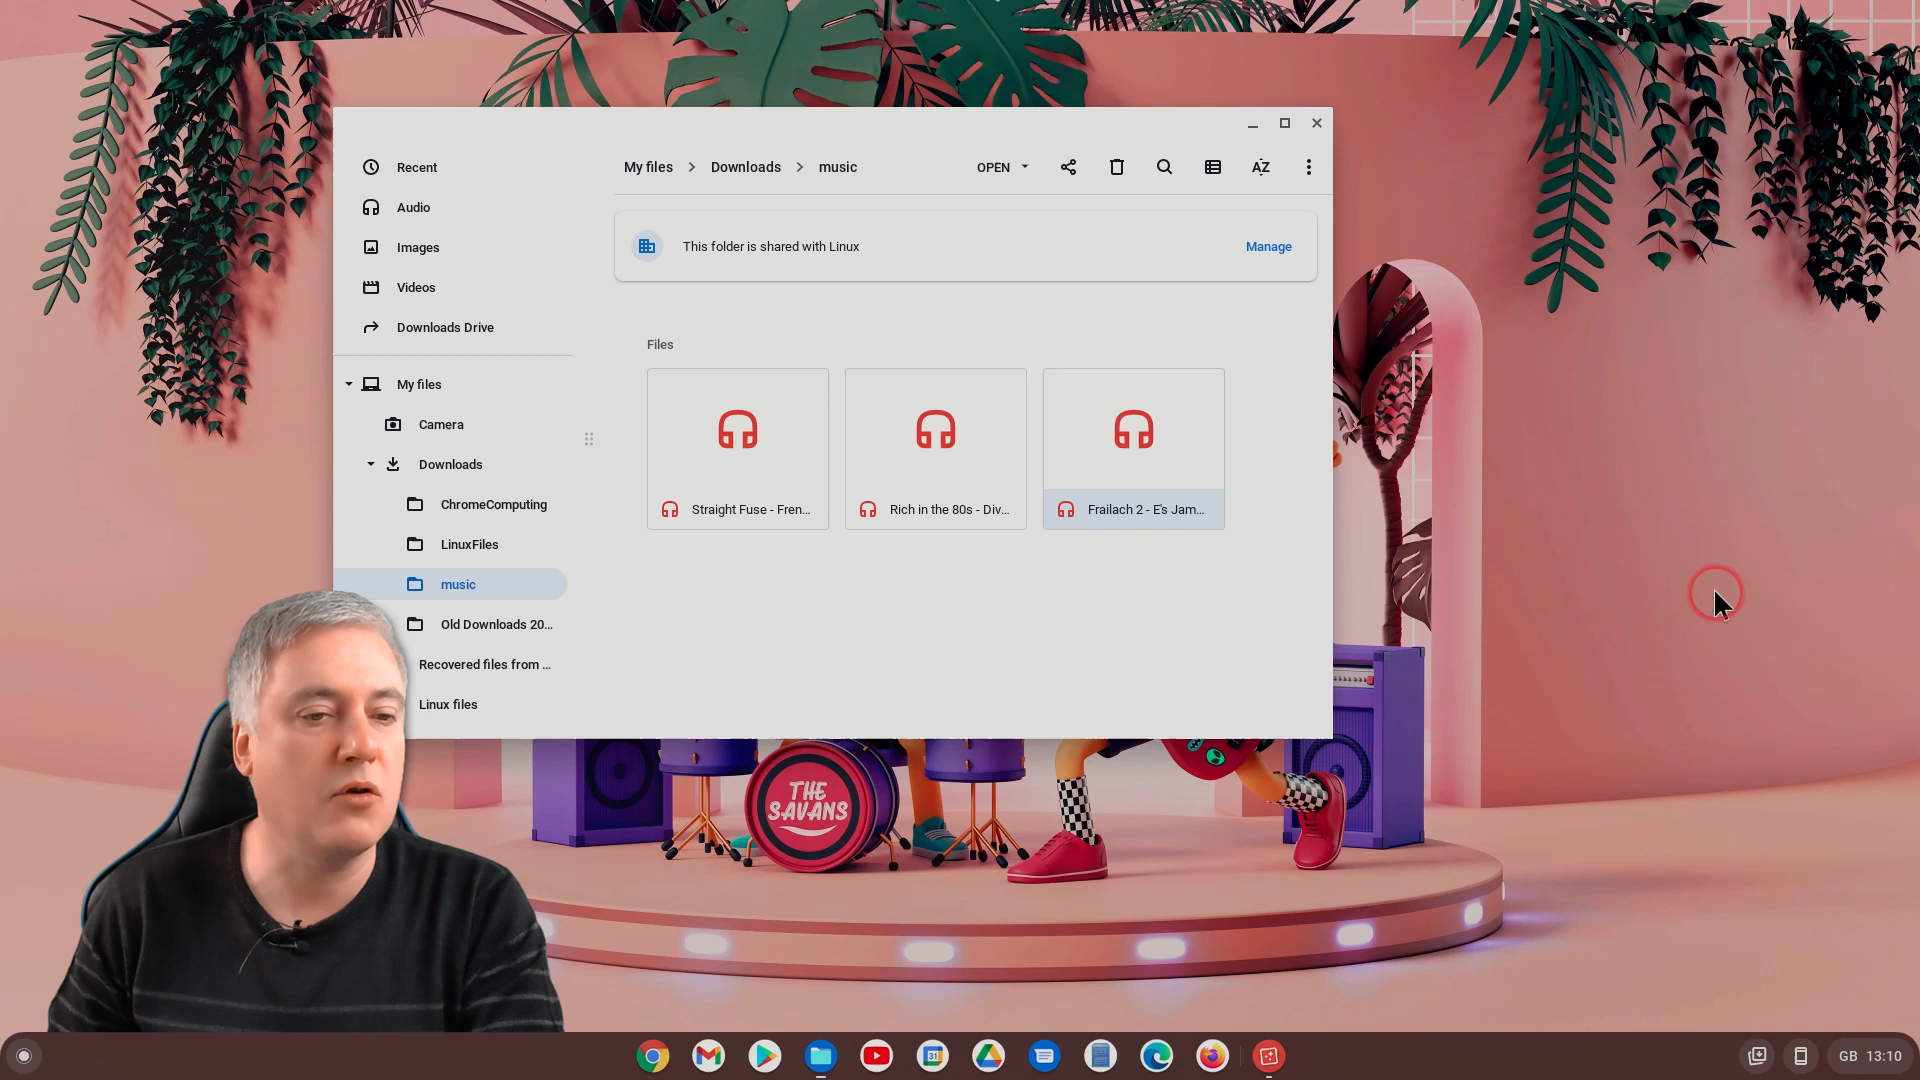 Recent
Audio
Images
Videos
Downloads Drive
My files
Camera
Downloads
ChromeComputing
LinuxFiles
music
Old Downloads 20...
Recovered files from ...
Linux files
My files > Downloads > music
OPEN
AZ
This folder is shared with Linux
Manage
Files
Straight Fuse - Fren...
Rich in the 80s - Div...
Frailach 2 - E's Jam...
THE
SAVANS
31
GB 13:10